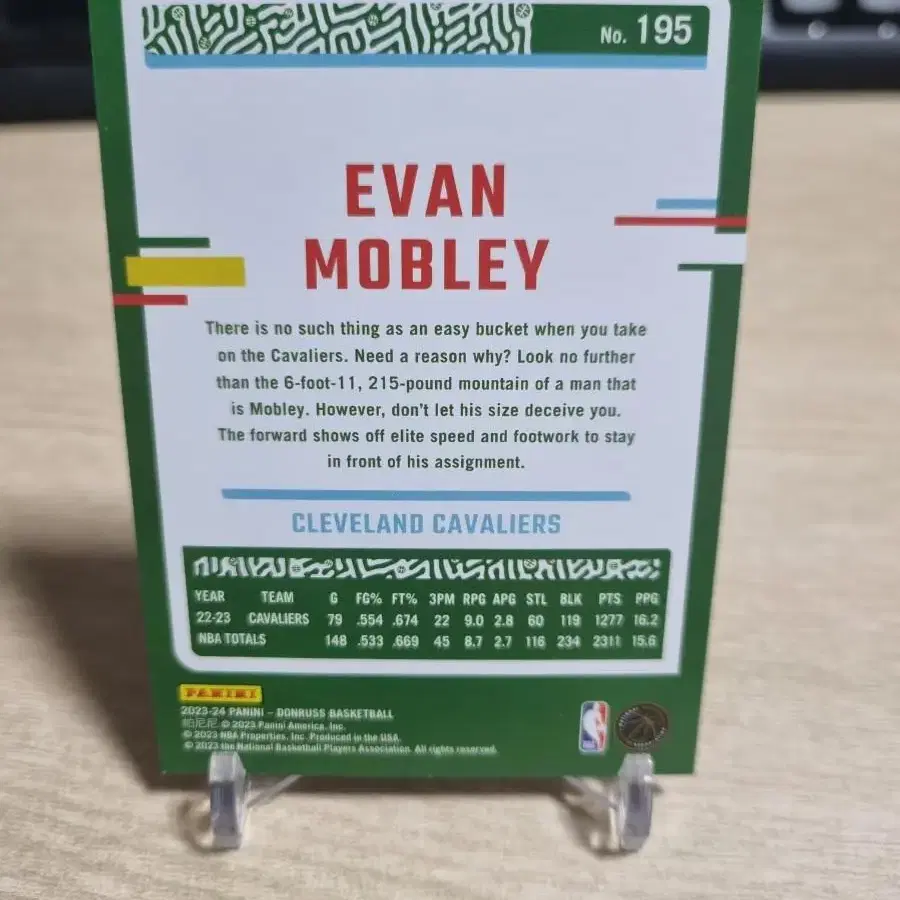 No. 195
EVAN
MOBLEY
There is no such thing as an easy bucket when you take
on the Cavaliers. Need a reason why? Look no further
than the 6-foot-11, 215-pound mountain of a man that
is Mobley. However, don't let his size deceive you.
The forward shows off elite speed and footwork to stay
in front of his assignment.
CLEVELAND CAVALIERS
YEAR TEAM G FG% FT% 3PM RPG APG STL BLK PTS PPG
22-23 CAVALIERS 79 .554 .674 22 9.0 2.8 60 119 1277 16.2
NBA TOTALS 148 .533 .669 45 8.7 2.7 116 234 2311 15.6
PANINI
2023-24 PANINI – DONRUSS BASKETBALL
帕尼尼 © 2023 Panini America, Inc.
© 2023 NBA Properties, Inc. Produced in the USA.
© 2023 the National Basketball Players Association. All rights reserved.